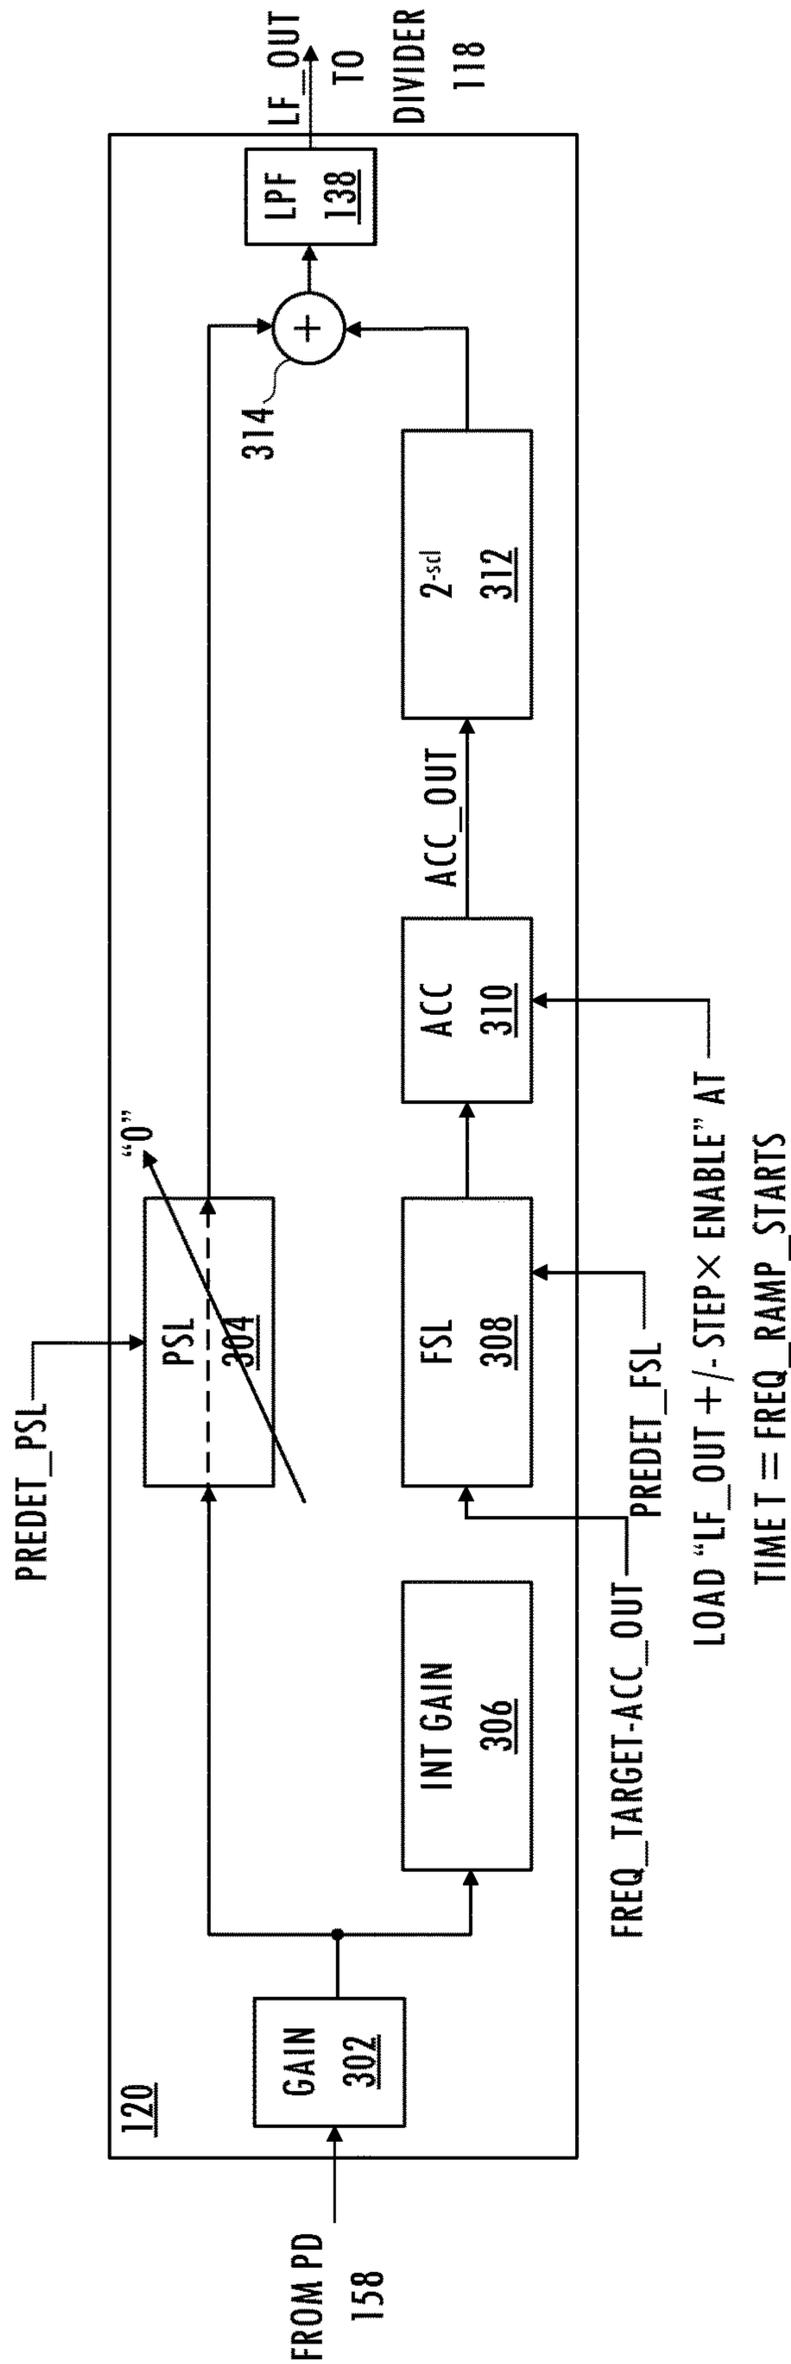 120
FROM PD
158
GAIN
302
PREDET_PSL
PSL
304
"0"
INT GAIN
306
FREQ_TARGET-ACC_OUT
FSL
308
PREDET_FSL
ACC
310
LOAD “LF_OUT +/- STEP× ENABLE” AT
TIME T = FREQ_RAMP_STARTS
ACC_OUT
2-scl
312
314
+
LPF
138
LF_OUT
TO
DIVIDER
118